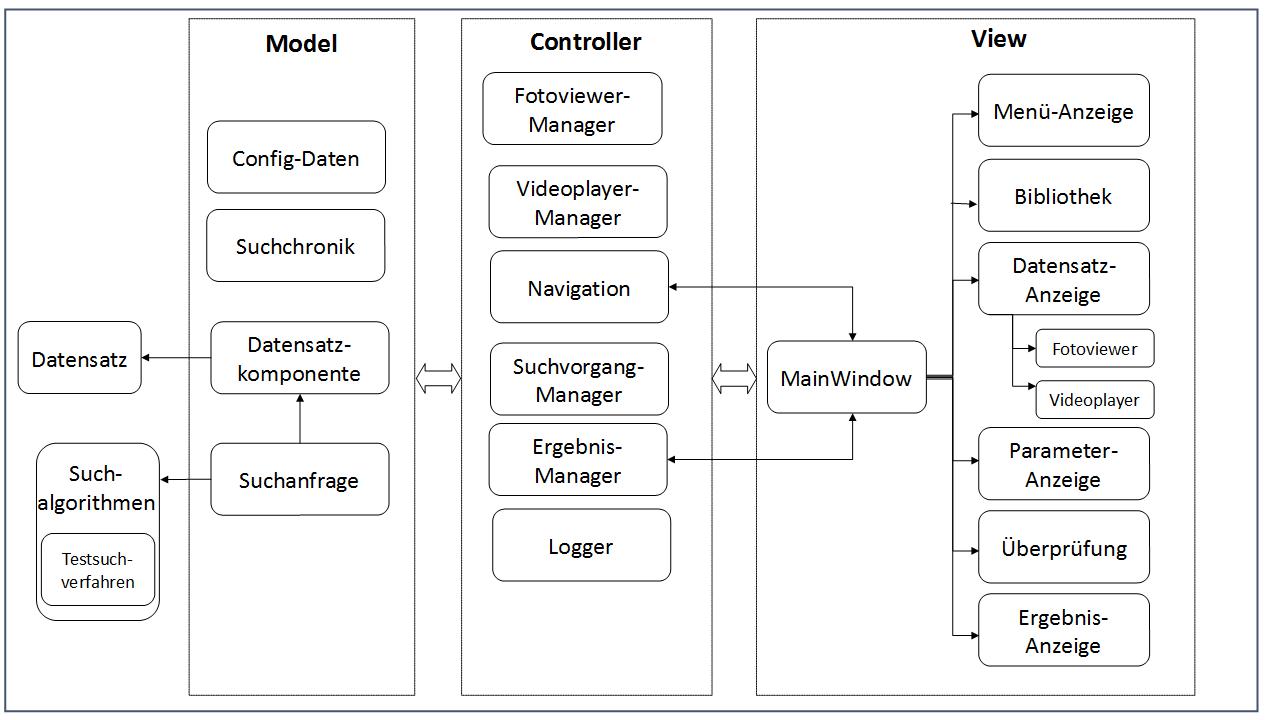 Model
Config-Daten
Suchchronik
Datensatz-
komponente
Suchanfrage
Datensatz
Such-
algorithmen
Testsuch-
verfahren
Controller
Fotoviewer-
Manager
Videoplayer-
Manager
Navigation
Suchvorgang-
Manager
Ergebnis-
Manager
Logger
View
MainWindow
Menü-Anzeige
Bibliothek
Datensatz-
Anzeige
Fotoviewer
Videoplayer
Parameter-
Anzeige
Überprüfung
Ergebnis-
Anzeige